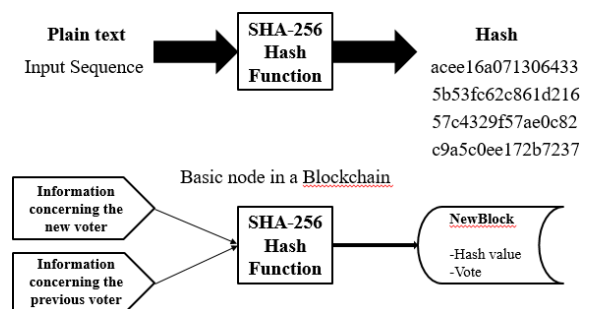 Plain text
Input Sequence
SHA-256
Hash
Function
Hash
acee16a071306433
5b53fc62c861d216
57c4329f57ae0c82
c9a5c0ee172b7237
Basic node in a Blockchain
Information
concerning the
new voter
Information
concerning the
previous voter
SHA-256
Hash
Function
NewBlock
-Hash value
-Vote